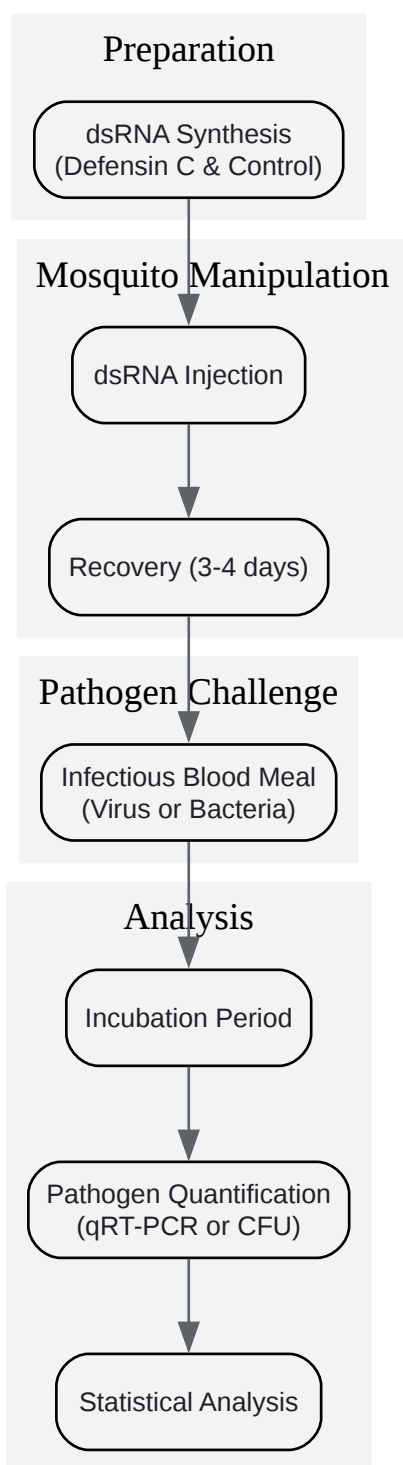 Preparation
dsRNA Synthesis
(Defensin C & Control)
Mosquito Manipulation
dsRNA Injection
Recovery (3-4 days)
Pathogen Challenge
Infectious Blood Meal
(Virus or Bacteria)
Analysis
Incubation Period
Pathogen Quantification
(qRT-PCR or CFU)
Statistical Analysis